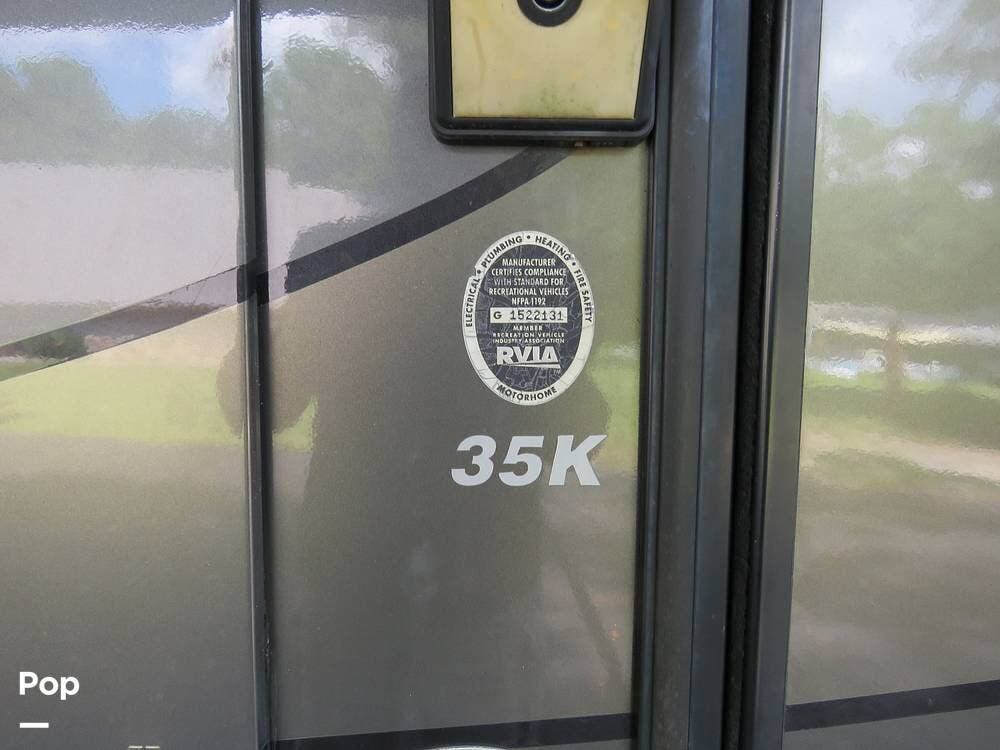 ELECTRICAL • PLUMBING • HEATING • FIRE SAFETY
MANUFACTURER
CERTIFIES COMPLIANCE
WITH STANDARD FOR
RECREATIONAL VEHICLES
NFPA 1192
G 1522131
MEMBER
RECREATION VEHICLE
INDUSTRY ASSOCIATION
RVIA
MOTORHOME
35K
Pop